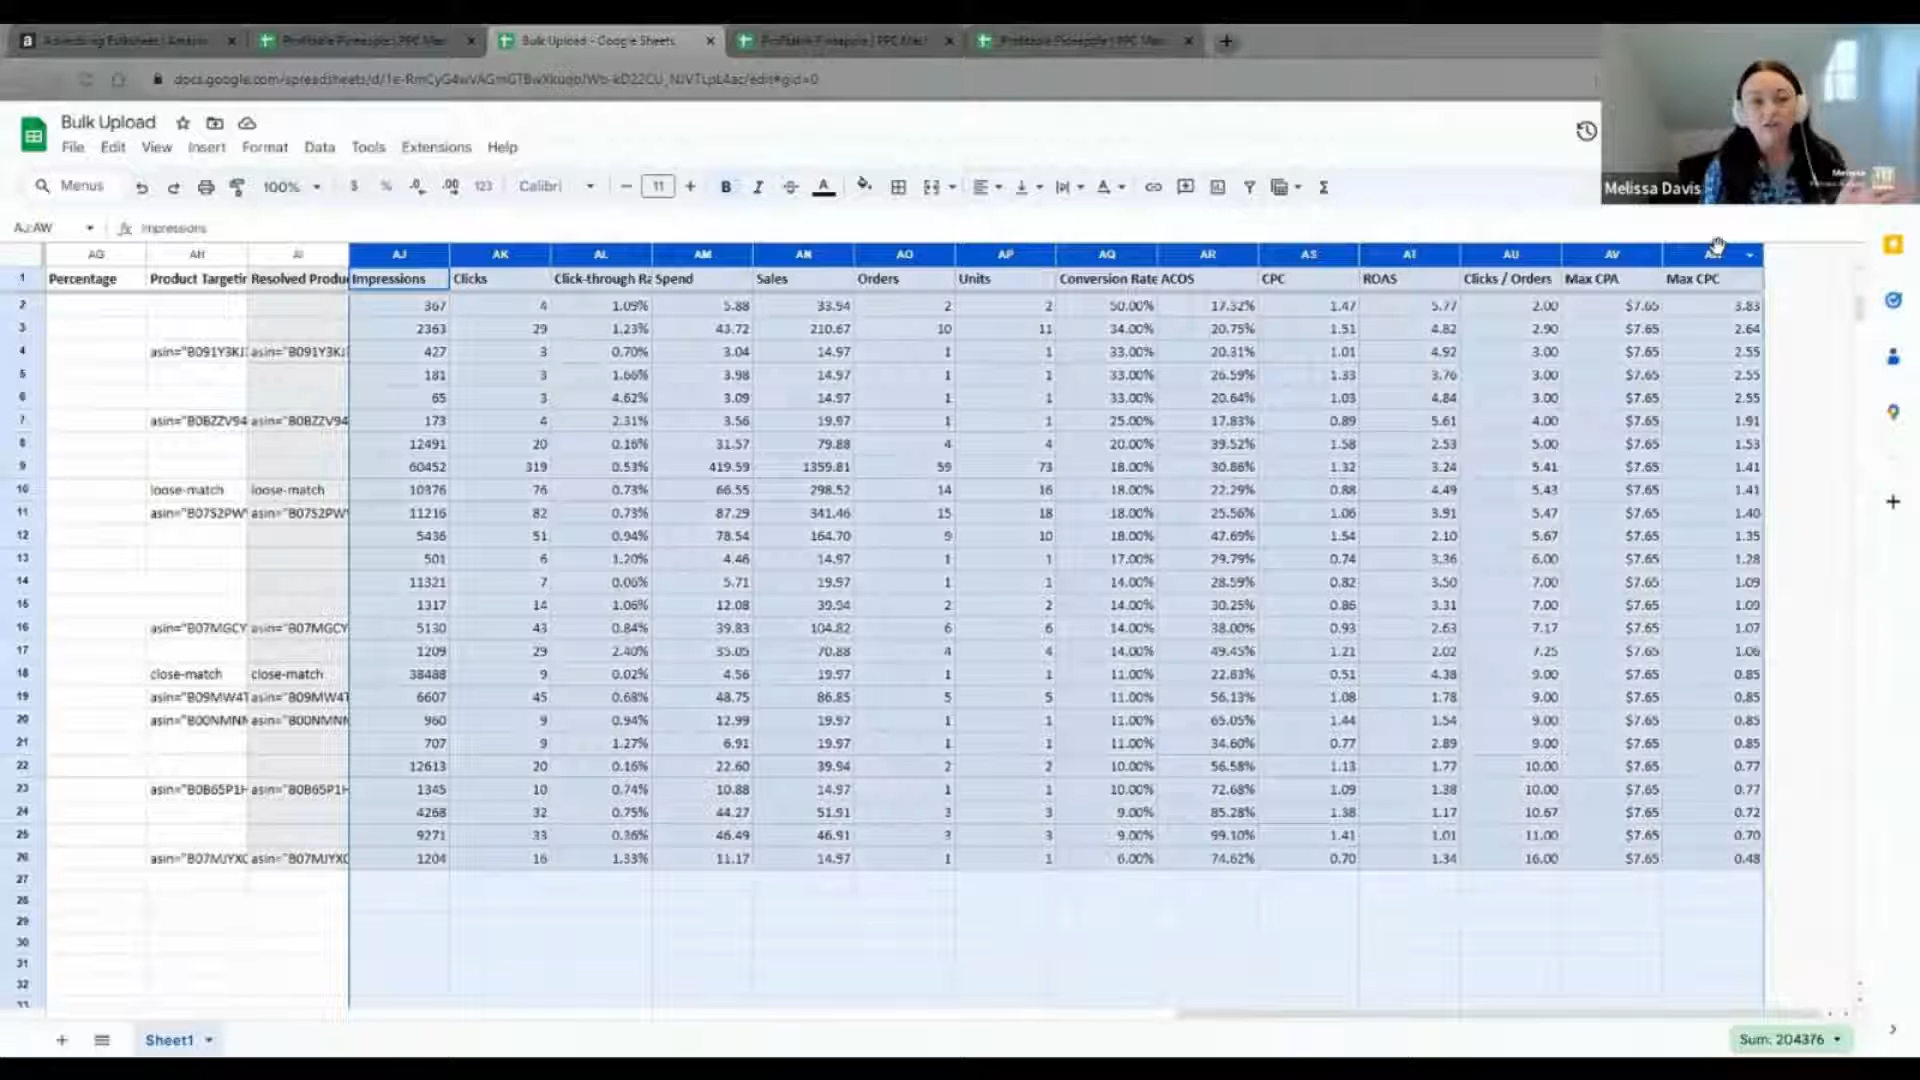 Bulk Upload - Google Sheets
docs.google.com/spreadsheets/d/
Bulk Upload
File Edit View Insert Format Data Tools Extensions Help
Menus 100% $ % .0 .00 123 Calibri 11 B I A
Melissa Davis
AJ:AW fx Impressions
AG AH AI AJ AK AL AM AN AO AP AQ AR AS AT AU AV
1 Percentage Product Targetin Resolved Produ Impressions Clicks Click-through Ra Spend Sales Orders Units Conversion Rate ACOS CPC ROAS Clicks / Orders Max CPA Max CPC
2 367 4 1.09% 5.88 33.94 2 2 50.00% 17.32% 1.47 5.77 2.00 $7.65 3.83
3 2363 29 1.23% 43.72 210.67 10 11 34.00% 20.75% 1.51 4.82 2.90 $7.65 2.64
4 asin="B091Y3KJ asin="B091Y3KJ 427 3 0.70% 3.04 14.97 1 1 33.00% 20.31% 1.01 4.92 3.00 $7.65 2.55
5 181 3 1.66% 3.98 14.97 1 1 33.00% 26.59% 1.33 3.76 3.00 $7.65 2.55
6 65 3 4.62% 3.09 14.97 1 1 33.00% 20.64% 1.03 4.84 3.00 $7.65 2.55
7 asin="B0BZZV94 asin="B0BZZV94 173 4 2.31% 3.56 19.97 1 1 25.00% 17.83% 0.89 5.61 4.00 $7.65 1.91
8 12491 20 0.16% 31.57 79.88 4 4 20.00% 39.52% 1.58 2.53 5.00 $7.65 1.53
9 60452 319 0.53% 419.59 1359.81 59 73 18.00% 30.86% 1.32 3.24 5.41 $7.65 1.41
10 loose-match loose-match 10376 76 0.73% 66.55 298.52 14 16 18.00% 22.29% 0.88 4.49 5.43 $7.65 1.41
11 asin="B07S2PW asin="B07S2PW 11216 82 0.73% 87.29 341.46 15 18 18.00% 25.56% 1.06 3.91 5.47 $7.65 1.40
12 5436 51 0.94% 78.54 164.70 9 10 18.00% 47.69% 1.54 2.10 5.67 $7.65 1.35
13 501 6 1.20% 4.46 14.97 1 1 17.00% 29.79% 0.74 3.36 6.00 $7.65 1.28
14 11321 7 0.06% 5.71 19.97 1 1 14.00% 28.59% 0.82 3.50 7.00 $7.65 1.09
15 1317 14 1.06% 12.08 39.94 2 2 14.00% 30.25% 0.86 3.31 7.00 $7.65 1.09
16 asin="B07MGCY asin="B07MGCY 5130 43 0.84% 39.83 104.82 6 6 14.00% 38.00% 0.93 2.63 7.17 $7.65 1.07
17 1209 29 2.40% 35.05 70.88 4 4 14.00% 49.45% 1.21 2.02 7.25 $7.65 1.06
18 close-match close-match 38488 9 0.02% 4.56 19.97 1 1 11.00% 22.83% 0.51 4.38 9.00 $7.65 0.85
19 asin="B09MW4T asin="B09MW4T 6607 45 0.68% 48.75 86.85 5 5 11.00% 56.13% 1.08 1.78 9.00 $7.65 0.85
20 asin="B00NMNN asin="B00NMNN 960 9 0.94% 12.99 19.97 1 1 11.00% 65.05% 1.44 1.54 9.00 $7.65 0.85
21 707 9 1.27% 6.91 19.97 1 1 11.00% 34.60% 0.77 2.89 9.00 $7.65 0.85
22 12613 20 0.16% 22.60 39.94 2 2 10.00% 56.58% 1.13 1.77 10.00 $7.65 0.77
23 asin="B0B65P1H asin="B0B65P1H 1345 10 0.74% 10.88 14.97 1 1 10.00% 72.68% 1.09 1.38 10.00 $7.65 0.77
24 4268 32 0.75% 44.27 51.91 3 3 9.00% 85.28% 1.38 1.17 10.67 $7.65 0.72
25 9271 33 0.36% 46.49 46.91 3 3 9.00% 99.10% 1.41 1.01 11.00 $7.65 0.70
26 asin="B07MJYXC asin="B07MJYXC 1204 16 1.33% 11.17 14.97 1 1 6.00% 74.62% 0.70 1.34 16.00 $7.65 0.48
27
28
29
30
31
32
33
Sheet1 Sum: 204376